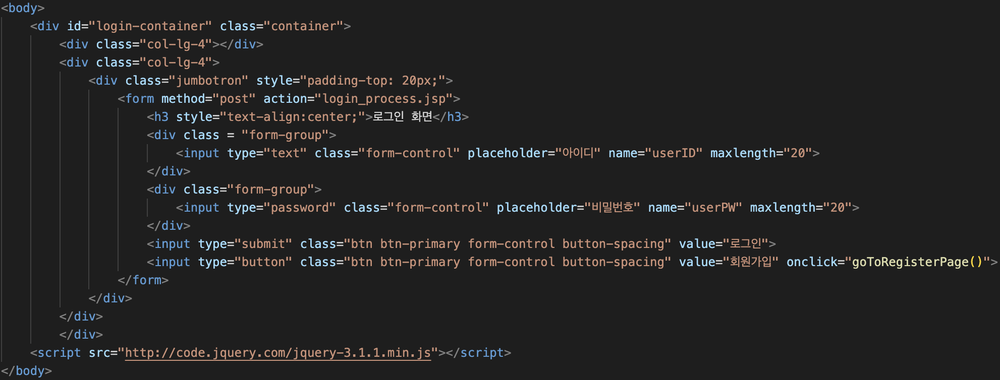 <body>
<div id="login-container" class="container">
<div class="col-lg-4"></div>
<div class="col-lg-4">
<div class="jumbotron" style="padding-top: 20px;">
<form method="post" action="login_process.jsp">
<h3 style="text-align:center;">로그인 화면</h3>
<div class = "form-group">
<input type="text" class="form-control" placeholder="아이디" name="userID" maxlength="20">
</div>
<div class="form-group">
<input type="password" class="form-control" placeholder="비밀번호" name="userPW" maxlength="20">
</div>
<input type="submit" class="btn btn-primary form-control button-spacing" value="로그인">
<input type="button" class="btn btn-primary form-control button-spacing" value="회원가입" onclick="goToRegisterPage()">
</form>
</div>
</div>
</div>
<script src="http://code.jquery.com/jquery-3.1.1.min.js"></script>
</body>